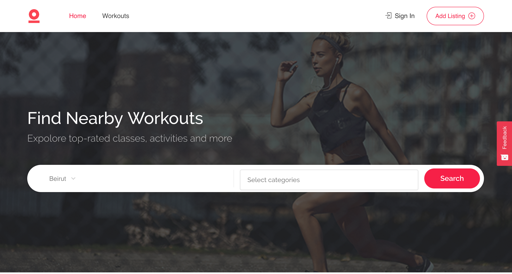 Home
Workouts
Sign In
Add Listing
Find Nearby Workouts
Expolore top-rated classes, activities and more
Beirut
Select categories
Search
Feedback